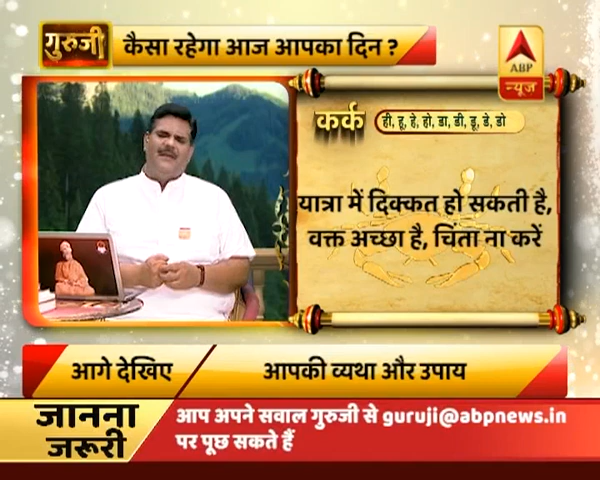 गुरुजी
कैसा रहेगा आज आपका दिन ?
ABP
न्यूज़
कर्क
ही, हू, हे, हो, डा, डी, डू, डे, डो
यात्रा में दिक्कत हो सकती है,
वक्त अच्छा है, चिंता ना करें
आगे देखिए
आपकी व्यथा और उपाय
जानना
जरूरी
आप अपने सवाल गुरुजी से guruji@abpnews.in
पर पूछ सकते हैं